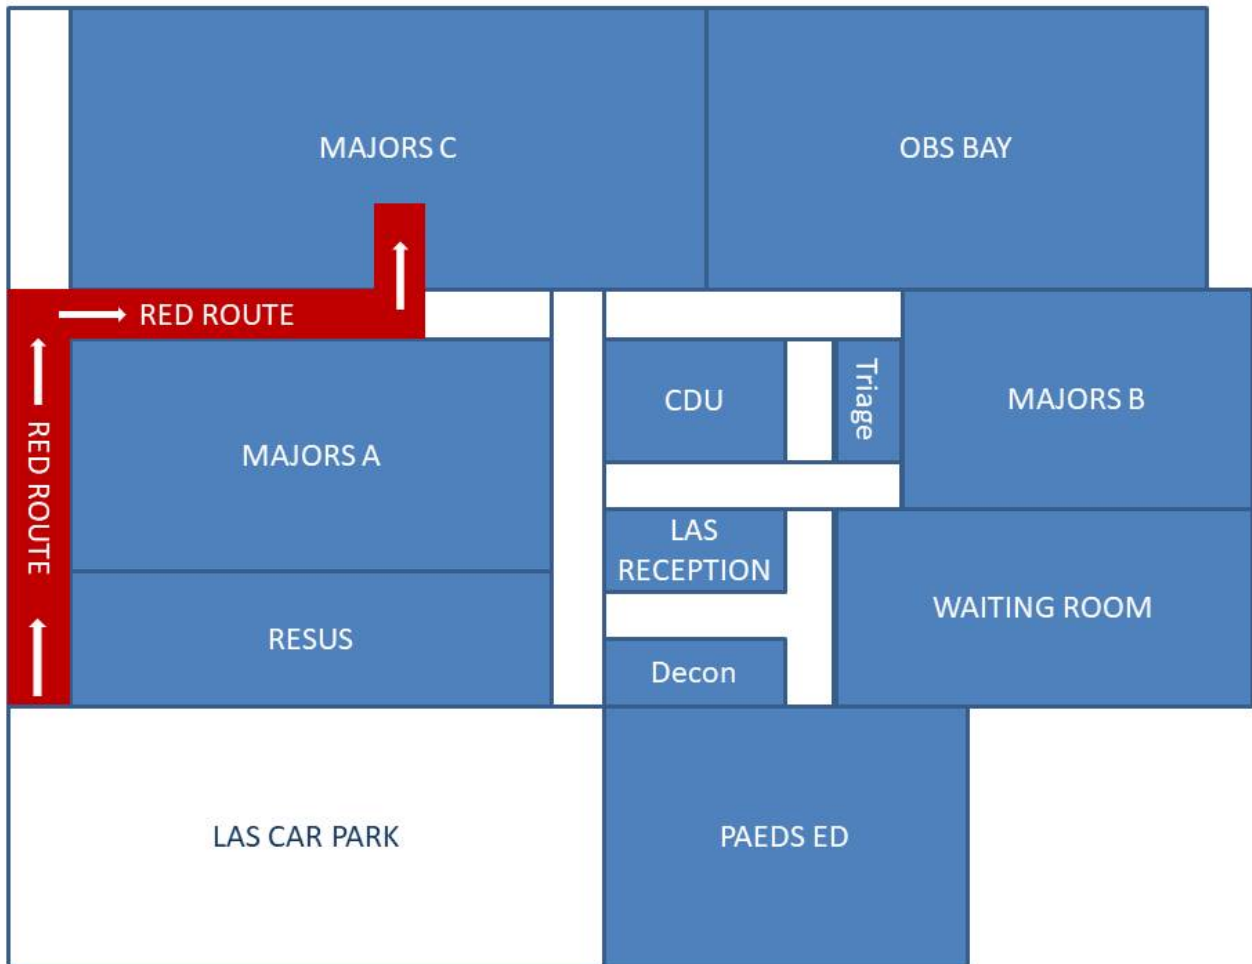 MAJORS C
OBS BAY
RED ROUTE
CDU
Triage
MAJORS B
MAJORS A
RED ROUTE
LAS
RECEPTION
WAITING ROOM
RESUS
Decon
LAS CAR PARK
PAEDS ED